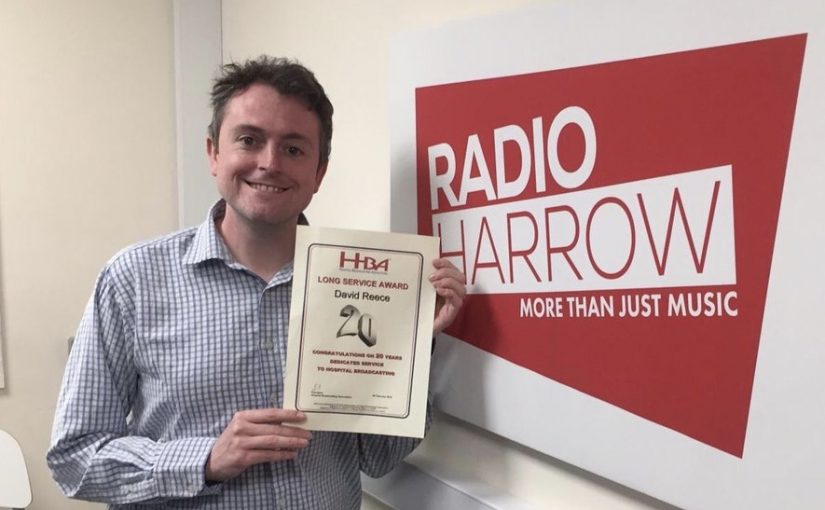 HBA
LONG SERVICE AWARD
David Reece
20
CONGRATULATIONS ON 20 YEARS
DEDICATED SERVICE
TO HOSPITAL BROADCASTING
RADIO
HARROW
MORE THAN JUST MUSIC